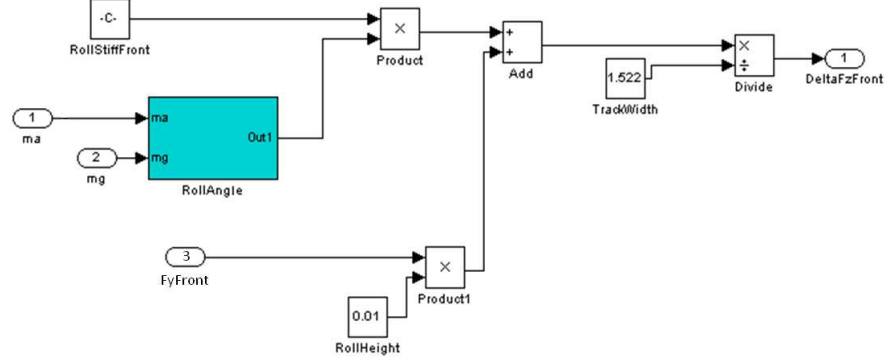 -C-
RollStiffFront
×
Product
+
+
Add
1.522
TrackWidth
×
÷
Divide
1
DeltaFzFront
1
ma
ma
Out1
2
mg
mg
RollAngle
3
FyFront
×
Product1
0.01
RollHeight